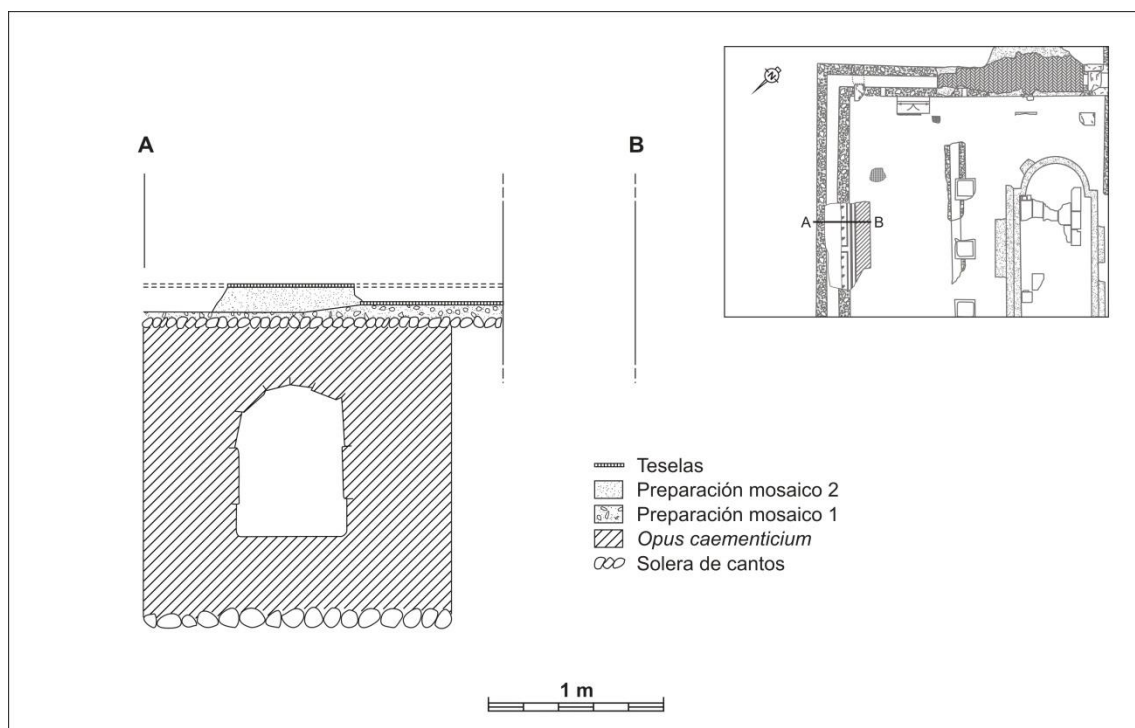 A
B
N
A
B
Teselas
Preparación mosaico 2
Preparación mosaico 1
Opus caementicium
Solera de cantos
1 m